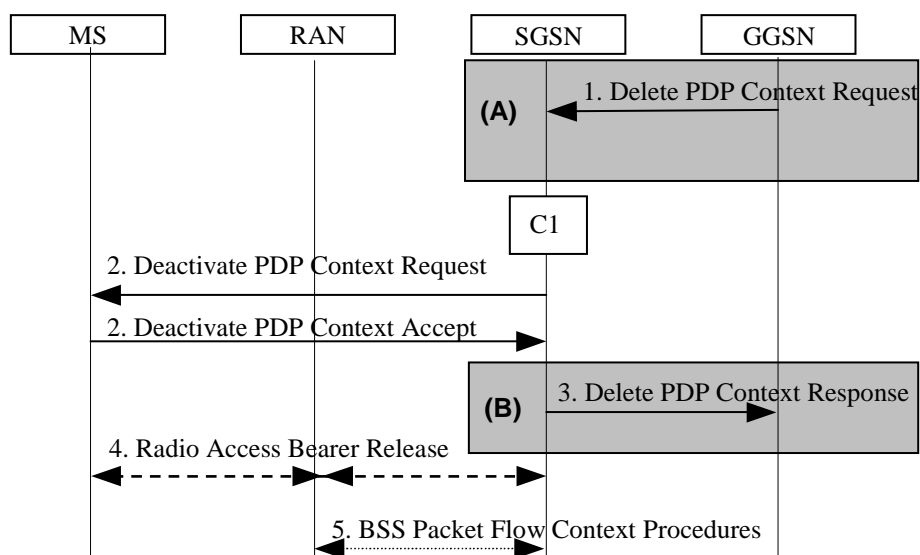 MS RAN SGSN GGSN
1. Delete PDP Context Request
(A)
C1
2. Deactivate PDP Context Request
2. Deactivate PDP Context Accept
3. Delete PDP Context Response
(B)
4. Radio Access Bearer Release
5. BSS Packet Flow Context Procedures